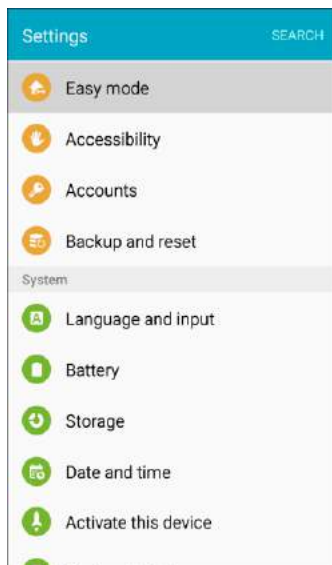 Settings
SEARCH
Easy mode
Accessibility
Accounts
Backup and reset
System
Language and input
Battery
Storage
Date and time
Activate this device